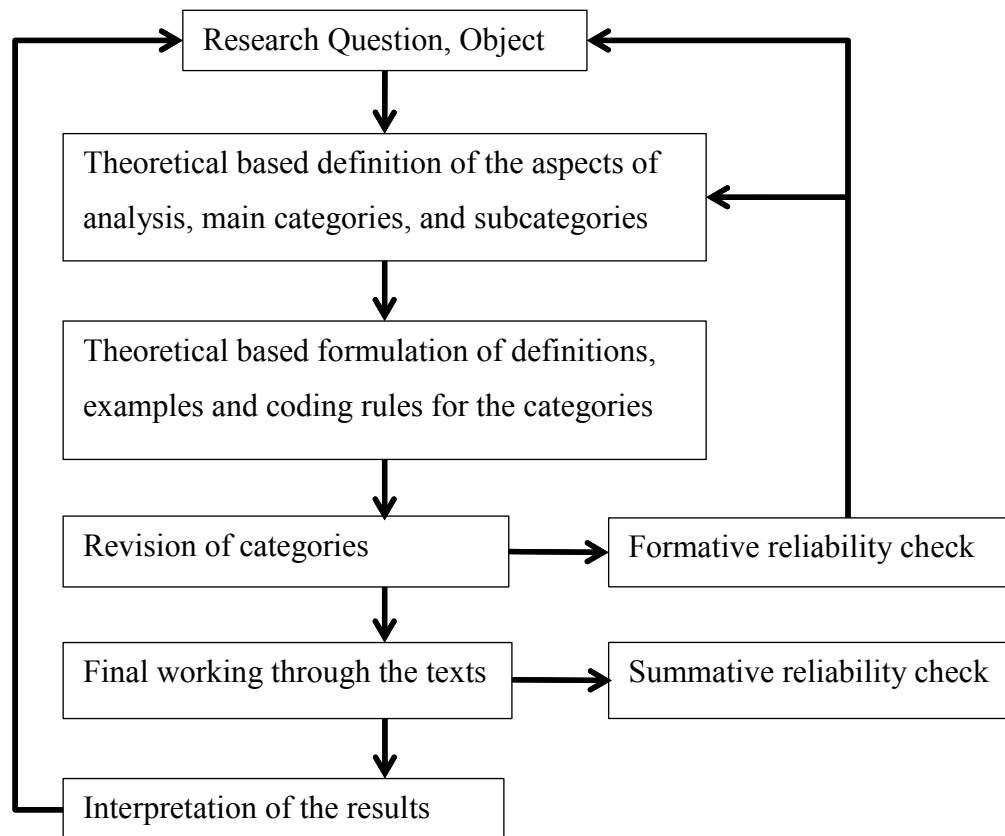 Research Question, Object
Theoretical based definition of the aspects of
analysis, main categories, and subcategories
Theoretical based formulation of definitions,
examples and coding rules for the categories
Revision of categories
Formative reliability check
Final working through the texts
Summative reliability check
Interpretation of the results